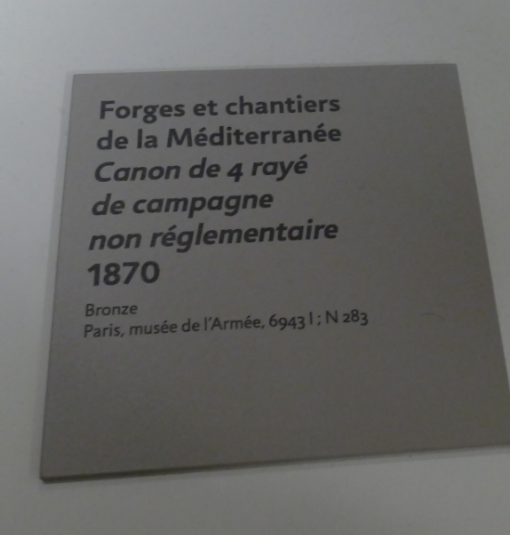 Forges et chantiers
de la Méditerranée
Canon de 4 rayé
de campagne
non réglementaire
1870
Bronze
Paris, musée de l'Armée, 6943 I ; N 283